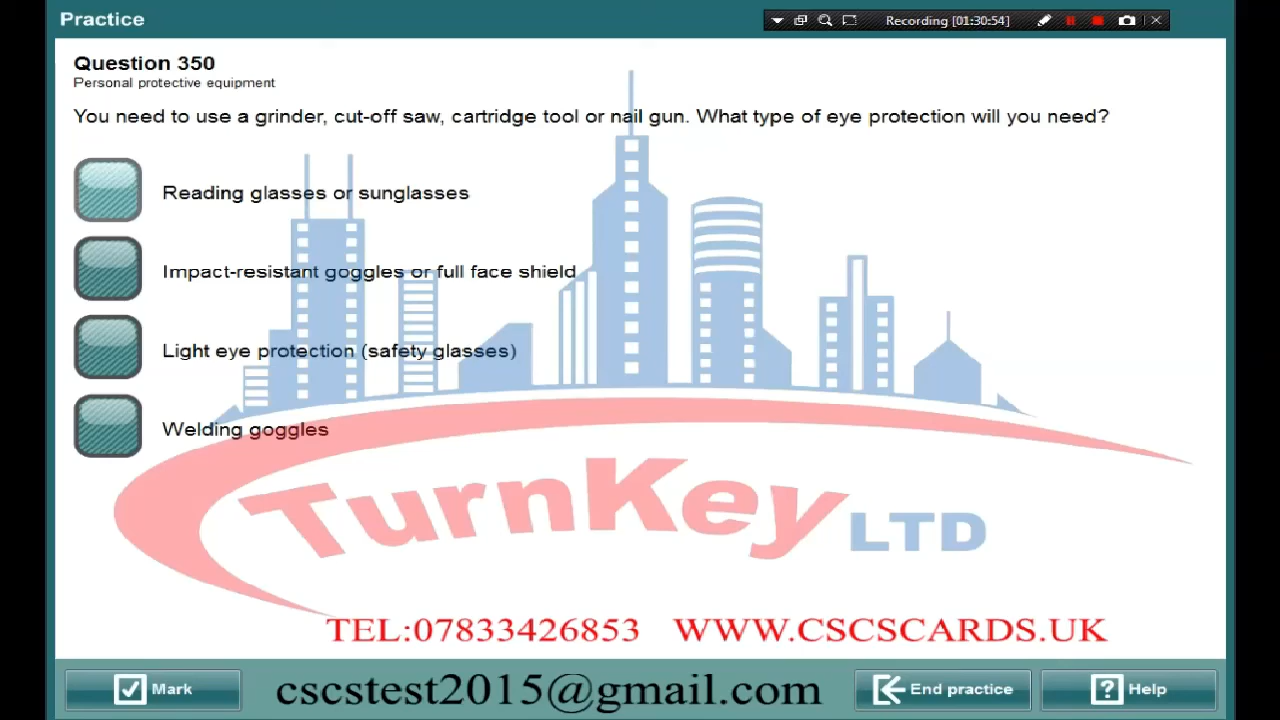 Practice
Recording [01:30:54]
Question 350
Personal protective equipment
You need to use a grinder, cut-off saw, cartridge tool or nail gun. What type of eye protection will you need?
Reading glasses or sunglasses
Impact-resistant goggles or full face shield
Light eye protection (safety glasses)
Welding goggles
TurnKey LTD
TEL:07833426853 WWW.CSCSCARDS.UK
Mark
cscstest2015@gmail.com
End practice
Help